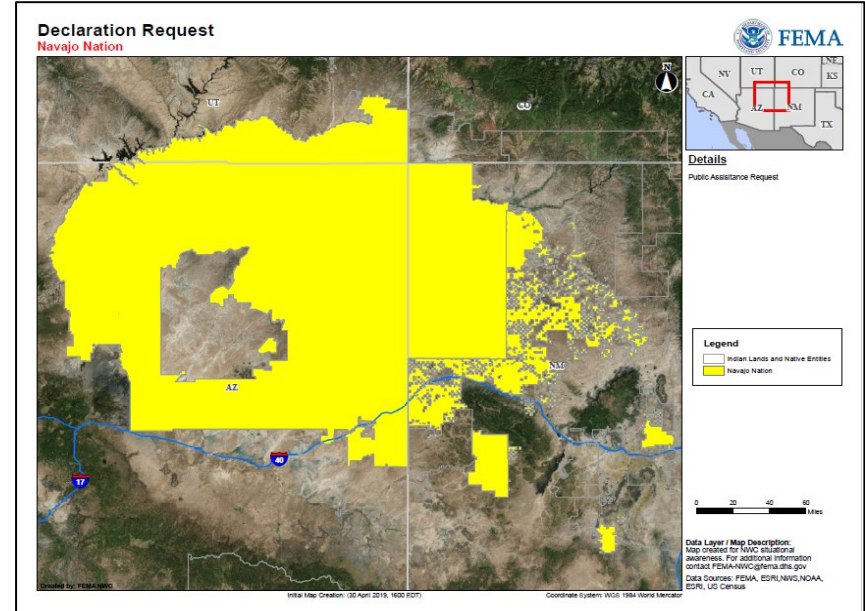 Declaration Request
Navajo Nation
FEMA
N
UT
CO
AZ
NM
40
17
Created by: FEMA NWC
Initial Map Creation: (30 April 2019, 1600 EDT)
Coordinate System: WGS 1984 World Mercator
NV
UT
CO
NE
KS
CA
AZ
NM
TX
Details
Public Assisitance Request
Legend
Indian Lands and Native Entities
Navajo Nation
0 20 40 60
Miles
Data Layer / Map Description:
Map created for NWC situational
awareness. For additional information
contact FEMA-NWC@fema.dhs.gov
Data Sources: FEMA, ESRI,NWS,NOAA,
ESRI, US Census